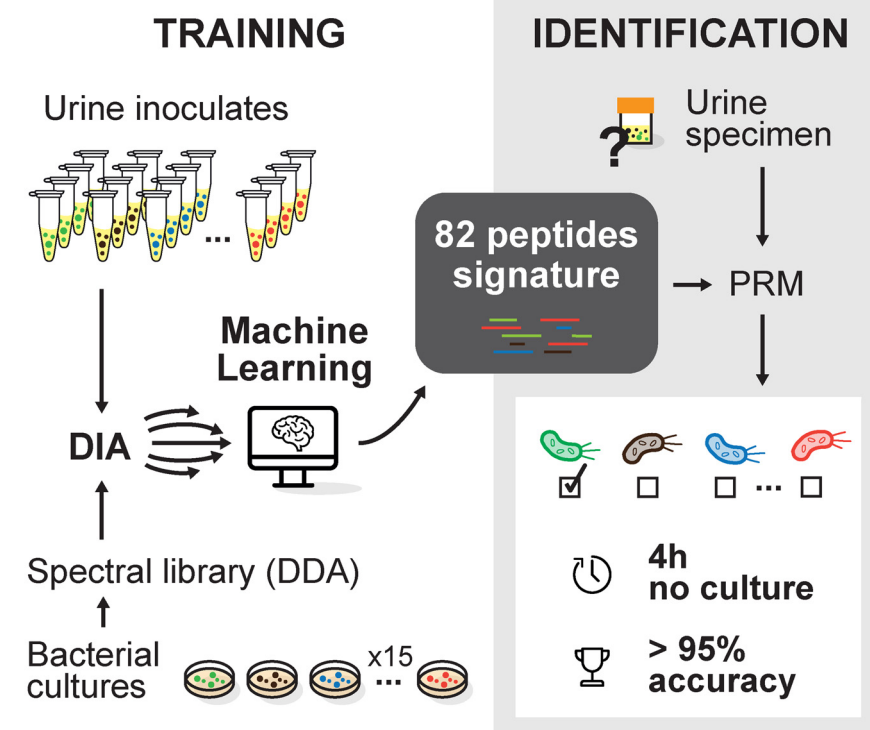 TRAINING
Urine inoculates
...
Machine
Learning
DIA
Spectral library (DDA)
Bacterial
cultures
x15
...
82 peptides
signature
IDENTIFICATION
?
Urine
specimen
PRM
...
4h
no culture
> 95%
accuracy